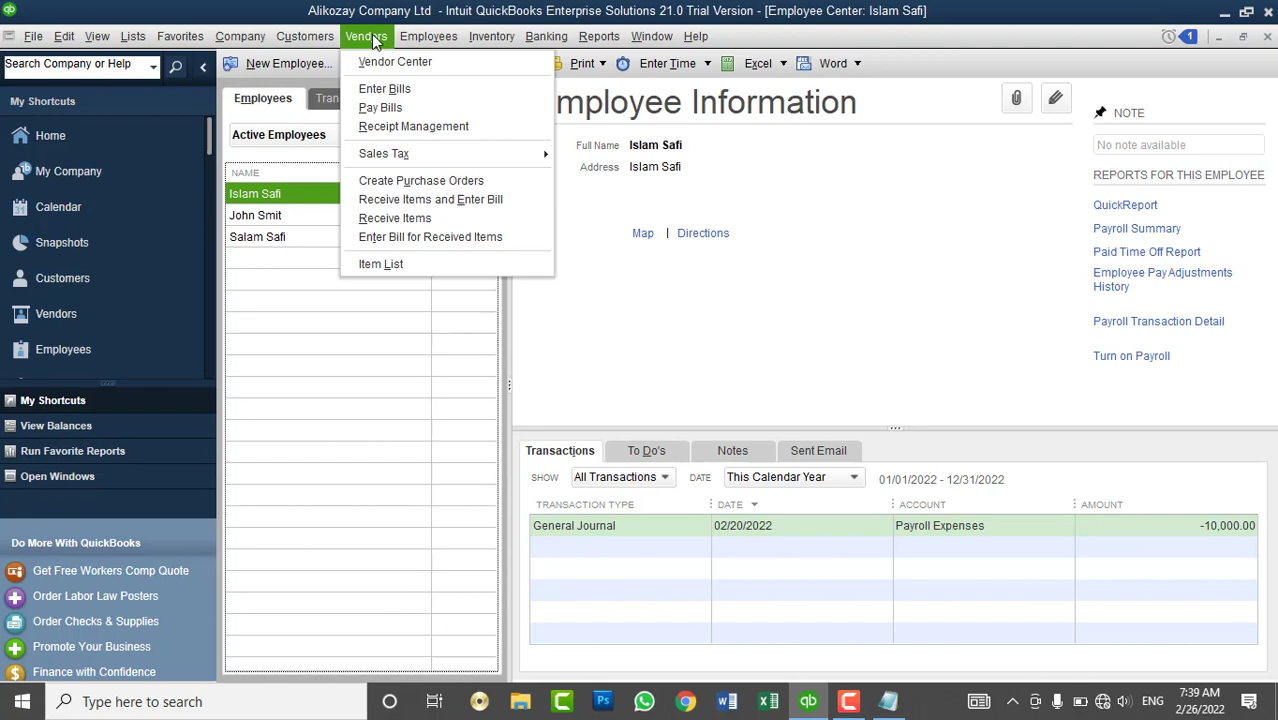 Alikozay Company Ltd - Intuit QuickBooks Enterprise Solutions 21.0 Trial Version - [Employee Center: Islam Safi]
File Edit View Lists Favorites Company Customers Vendors Employees Inventory Banking Reports Window Help 1
Search Company or Help
New Employee...
Print Enter Time Excel Word
My Shortcuts
Home
My Company
Calendar
Snapshots
Customers
Vendors
Employees
My Shortcuts
View Balances
Run Favorite Reports
Open Windows
Do More With QuickBooks
Get Free Workers Comp Quote
Order Labor Law Posters
Order Checks & Supplies
Promote Your Business
Finance with Confidence
Employees Tran
Active Employees
NAME
Islam Safi
John Smit
Salam Safi
Vendor Center
Enter Bills
Pay Bills
Receipt Management
Sales Tax
Create Purchase Orders
Receive Items and Enter Bill
Receive Items
Enter Bill for Received Items
Item List
mployee Information
Full Name Islam Safi
Address Islam Safi
Map | Directions
NOTE
No note available
REPORTS FOR THIS EMPLOYEE
QuickReport
Payroll Summary
Paid Time Off Report
Employee Pay Adjustments
History
Payroll Transaction Detail
Turn on Payroll
Transactions To Do's Notes Sent Email
SHOW All Transactions DATE This Calendar Year 01/01/2022 - 12/31/2022
TRANSACTION TYPE DATE ACCOUNT AMOUNT
General Journal 02/20/2022 Payroll Expenses -10,000.00
Type here to search
ENG
7:39 AM
2/26/2022